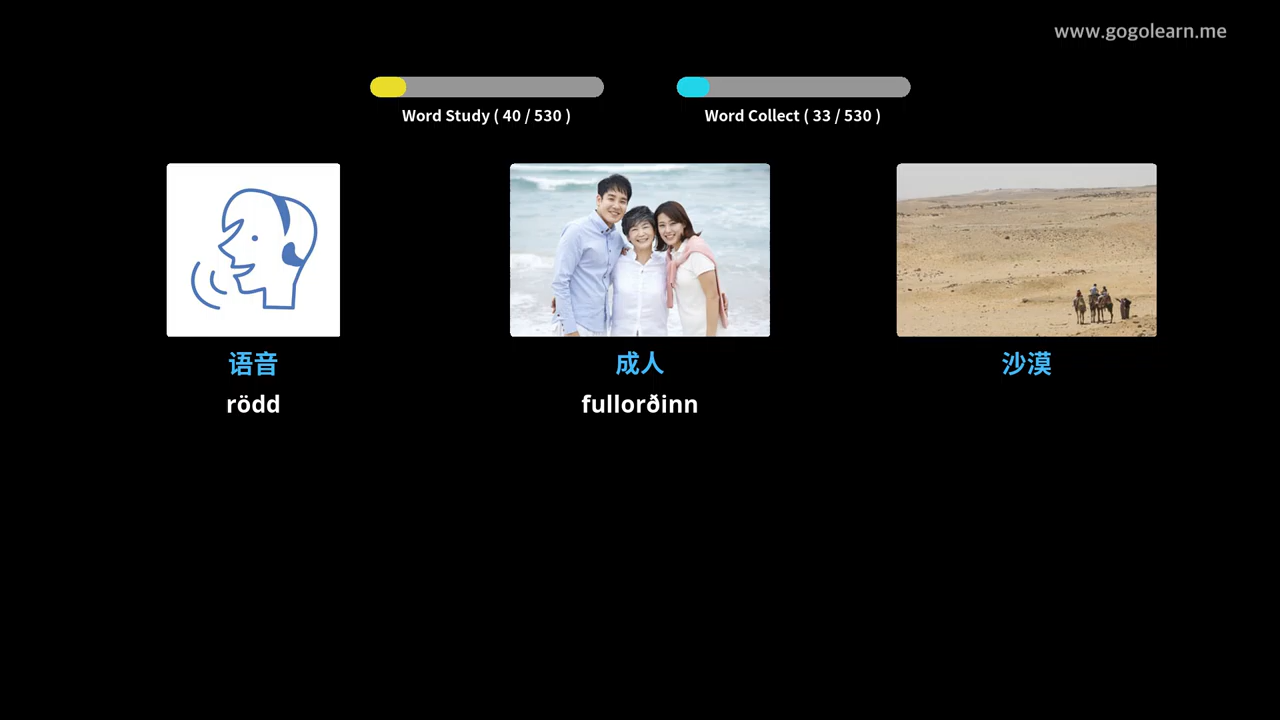 www.gogolearn.me
Word Study ( 40 / 530 )
Word Collect ( 33 / 530 )
语音
成人
沙漠
rödd
fullorðinn